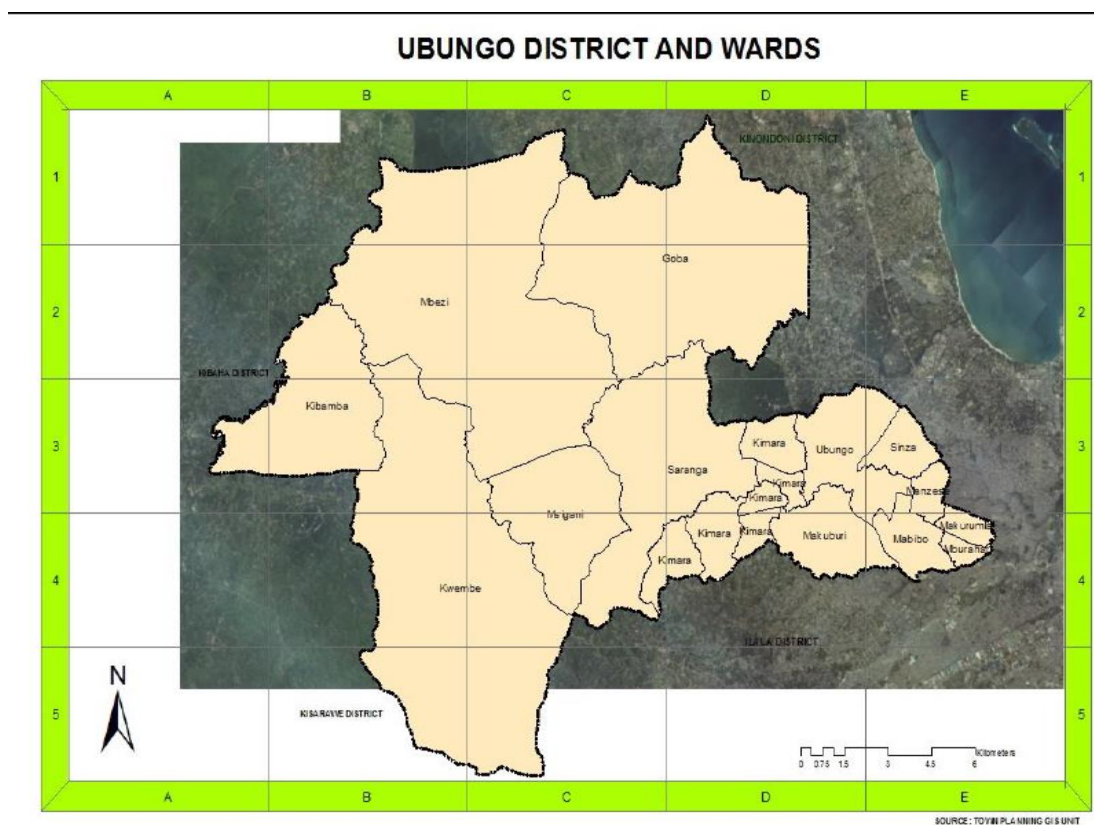 UBUNGO DISTRICT AND WARDS
A B C D E
KINONDONI DISTRICT
1 1
Goba
Mbezi
2 2
KIBAHA DISTRICT
Kibamba
Kimara
Ubungo
Sinza
3 3
Saranga
Kimara
Manzese
Kimara
Msigani
Makurumla
Kimara
Kimara
Makuburi
Mabibo
Mburahati
Kimara
4 4
Kwembe
ILALA DISTRICT
N
KISARAWE DISTRICT
5 5
Kilometers
0 0.75 1.5 3 4.5 6
A B C D E
SOURCE: TOWN PLANNING GIS UNIT